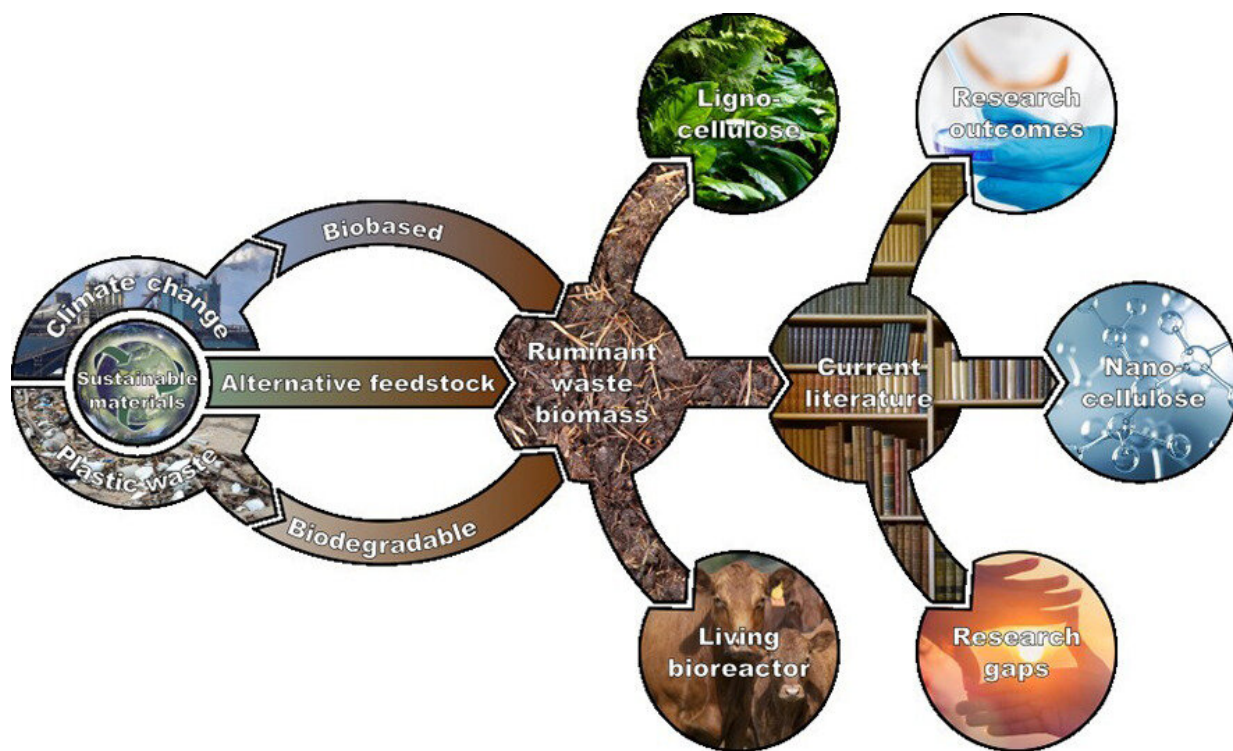 Ligno-
cellulose
Research
outcomes
Biobased
Climate change
Sustainable
materials
Alternative feedstock
Ruminant
waste
biomass
Current
literature
Nano-
cellulose
Plastic waste
Biodegradable
Living
bioreactor
Research
gaps